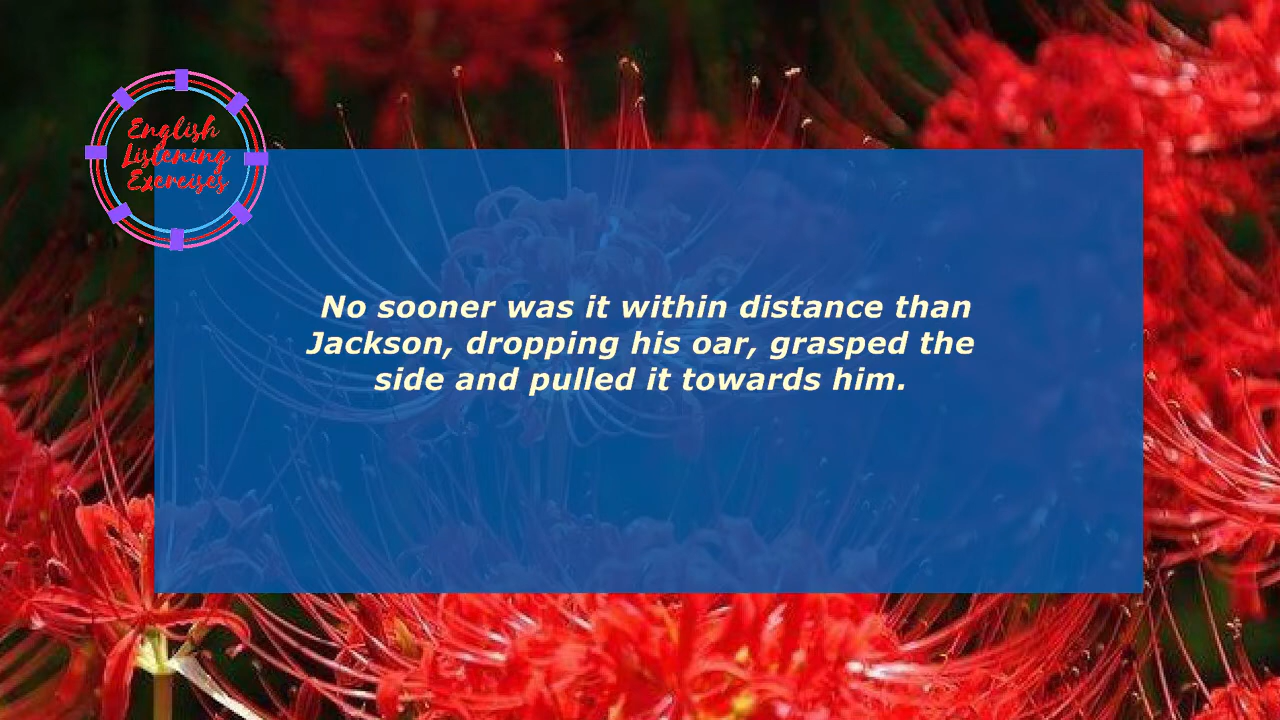 English
Listening
Exercises
No sooner was it within distance than
Jackson, dropping his oar, grasped the
side and pulled it towards him.